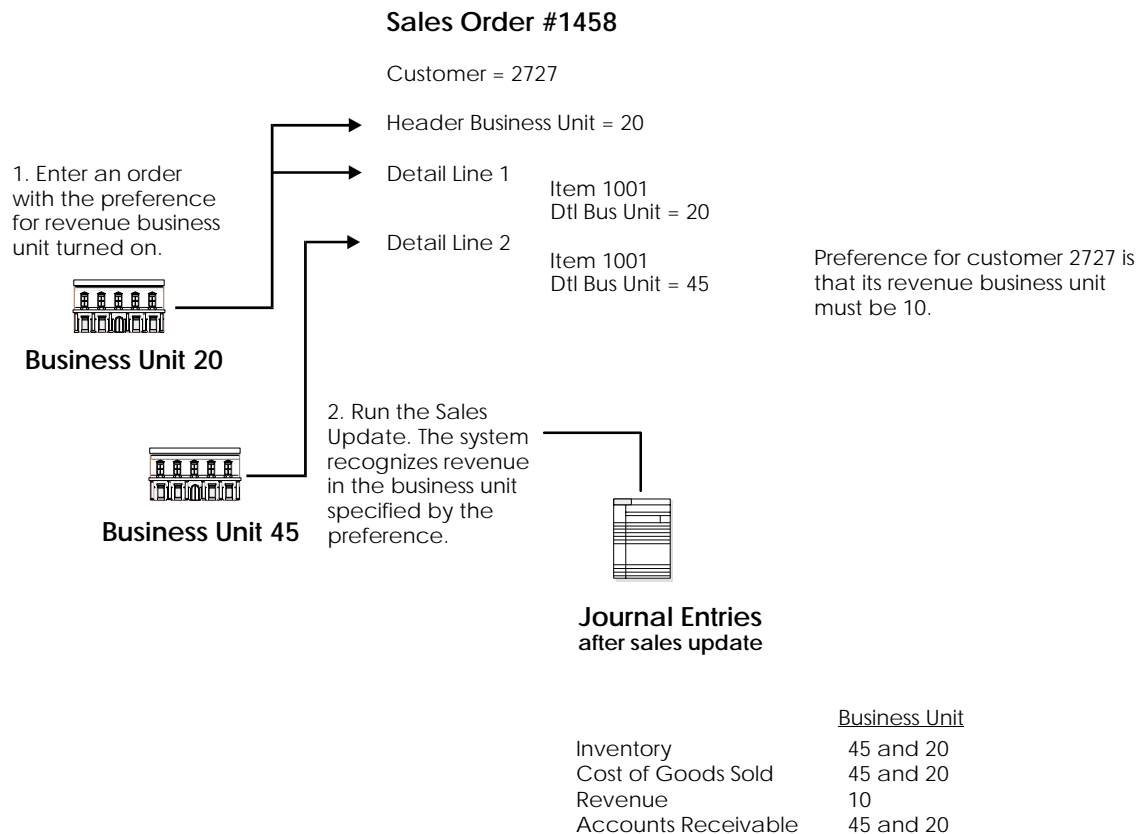 Sales Order #1458
Customer = 2727
Header Business Unit = 20
1. Enter an order
with the preference
for revenue business
unit turned on.
Detail Line 1
Item 1001
Dtl Bus Unit = 20
Detail Line 2
Item 1001
Dtl Bus Unit = 45
Preference for customer 2727 is
that its revenue business unit
must be 10.
Business Unit 20
2. Run the Sales
Update. The system
recognizes revenue
in the business unit
specified by the
preference.
Business Unit 45
Journal Entries
after sales update
Business Unit
Inventory 45 and 20
Cost of Goods Sold 45 and 20
Revenue 10
Accounts Receivable 45 and 20